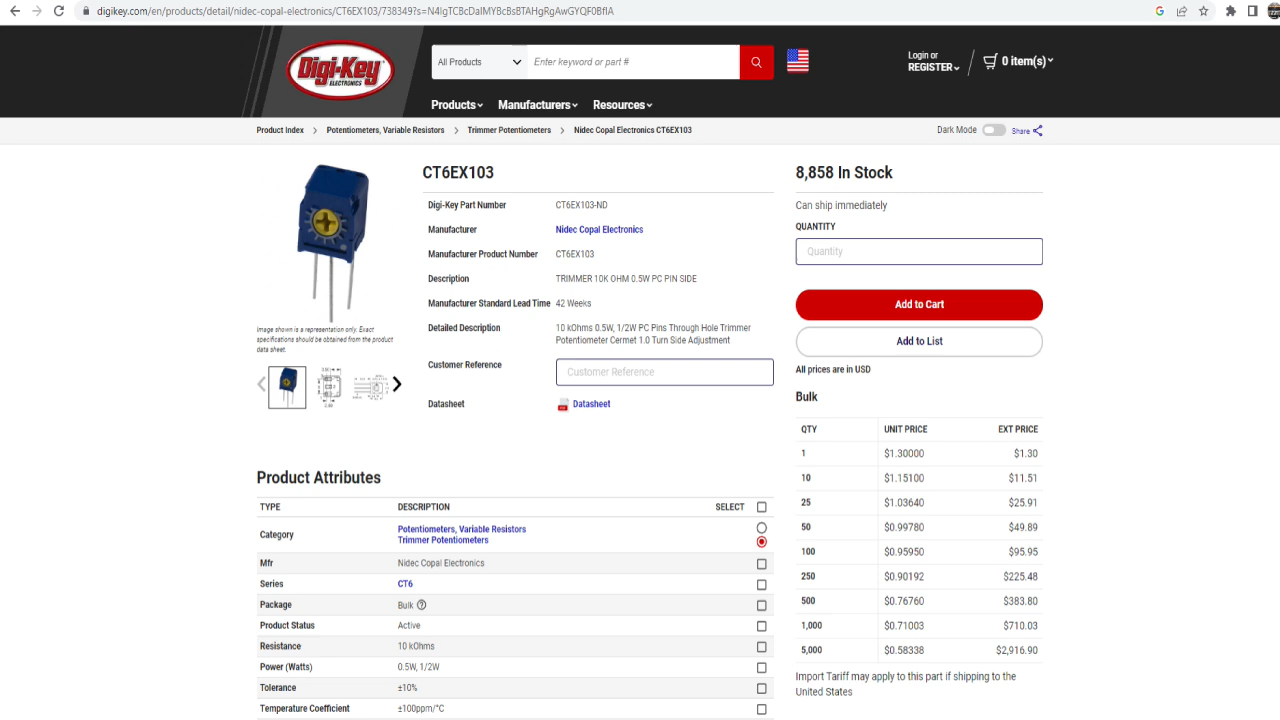 digikey.com/en/products/detail/nidec-copal-electronics/CT6EX103/738349?s=N4IgTCBcDaIMYBcBsBTAHgRgAwGYQF0BfIA
Digi-Key
ELECTRONICS
All Products
Enter keyword or part #
Login or
REGISTER
0 item(s)
Products
Manufacturers
Resources
Product Index > Potentiometers, Variable Resistors > Trimmer Potentiometers > Nidec Copal Electronics CT6EX103
Dark Mode
Share
Image shown is a representation only. Exact
specifications should be obtained from the product
data sheet.
CT6EX103
Digi-Key Part Number CT6EX103-ND
Manufacturer Nidec Copal Electronics
Manufacturer Product Number CT6EX103
Description TRIMMER 10K OHM 0.5W PC PIN SIDE
Manufacturer Standard Lead Time 42 Weeks
Detailed Description 10 kOhms 0.5W, 1/2W PC Pins Through Hole Trimmer
Potentiometer Cermet 1.0 Turn Side Adjustment
Customer Reference Customer Reference
Datasheet Datasheet
8,858 In Stock
Can ship immediately
QUANTITY
Quantity
Add to Cart
Add to List
All prices are in USD
Bulk
QTY UNIT PRICE EXT PRICE
1 $1.30000 $1.30
10 $1.15100 $11.51
25 $1.03640 $25.91
50 $0.99780 $49.89
100 $0.95950 $95.95
250 $0.90192 $225.48
500 $0.76760 $383.80
1,000 $0.71003 $710.03
5,000 $0.58338 $2,916.90
Import Tariff may apply to this part if shipping to the
United States
Product Attributes
TYPE DESCRIPTION SELECT
Category Potentiometers, Variable Resistors
Trimmer Potentiometers
Mfr Nidec Copal Electronics
Series CT6
Package Bulk
Product Status Active
Resistance 10 kOhms
Power (Watts) 0.5W, 1/2W
Tolerance ±10%
Temperature Coefficient ±100ppm/°C